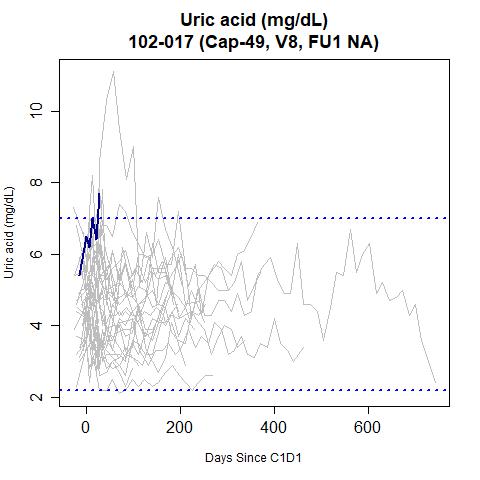 Uric acid (mg/dL)
102-017 (Cap-49, V8, FU1 NA)
Uric acid (mg/dL)
10
8
6
4
2
0 200 400 600
Days Since C1D1